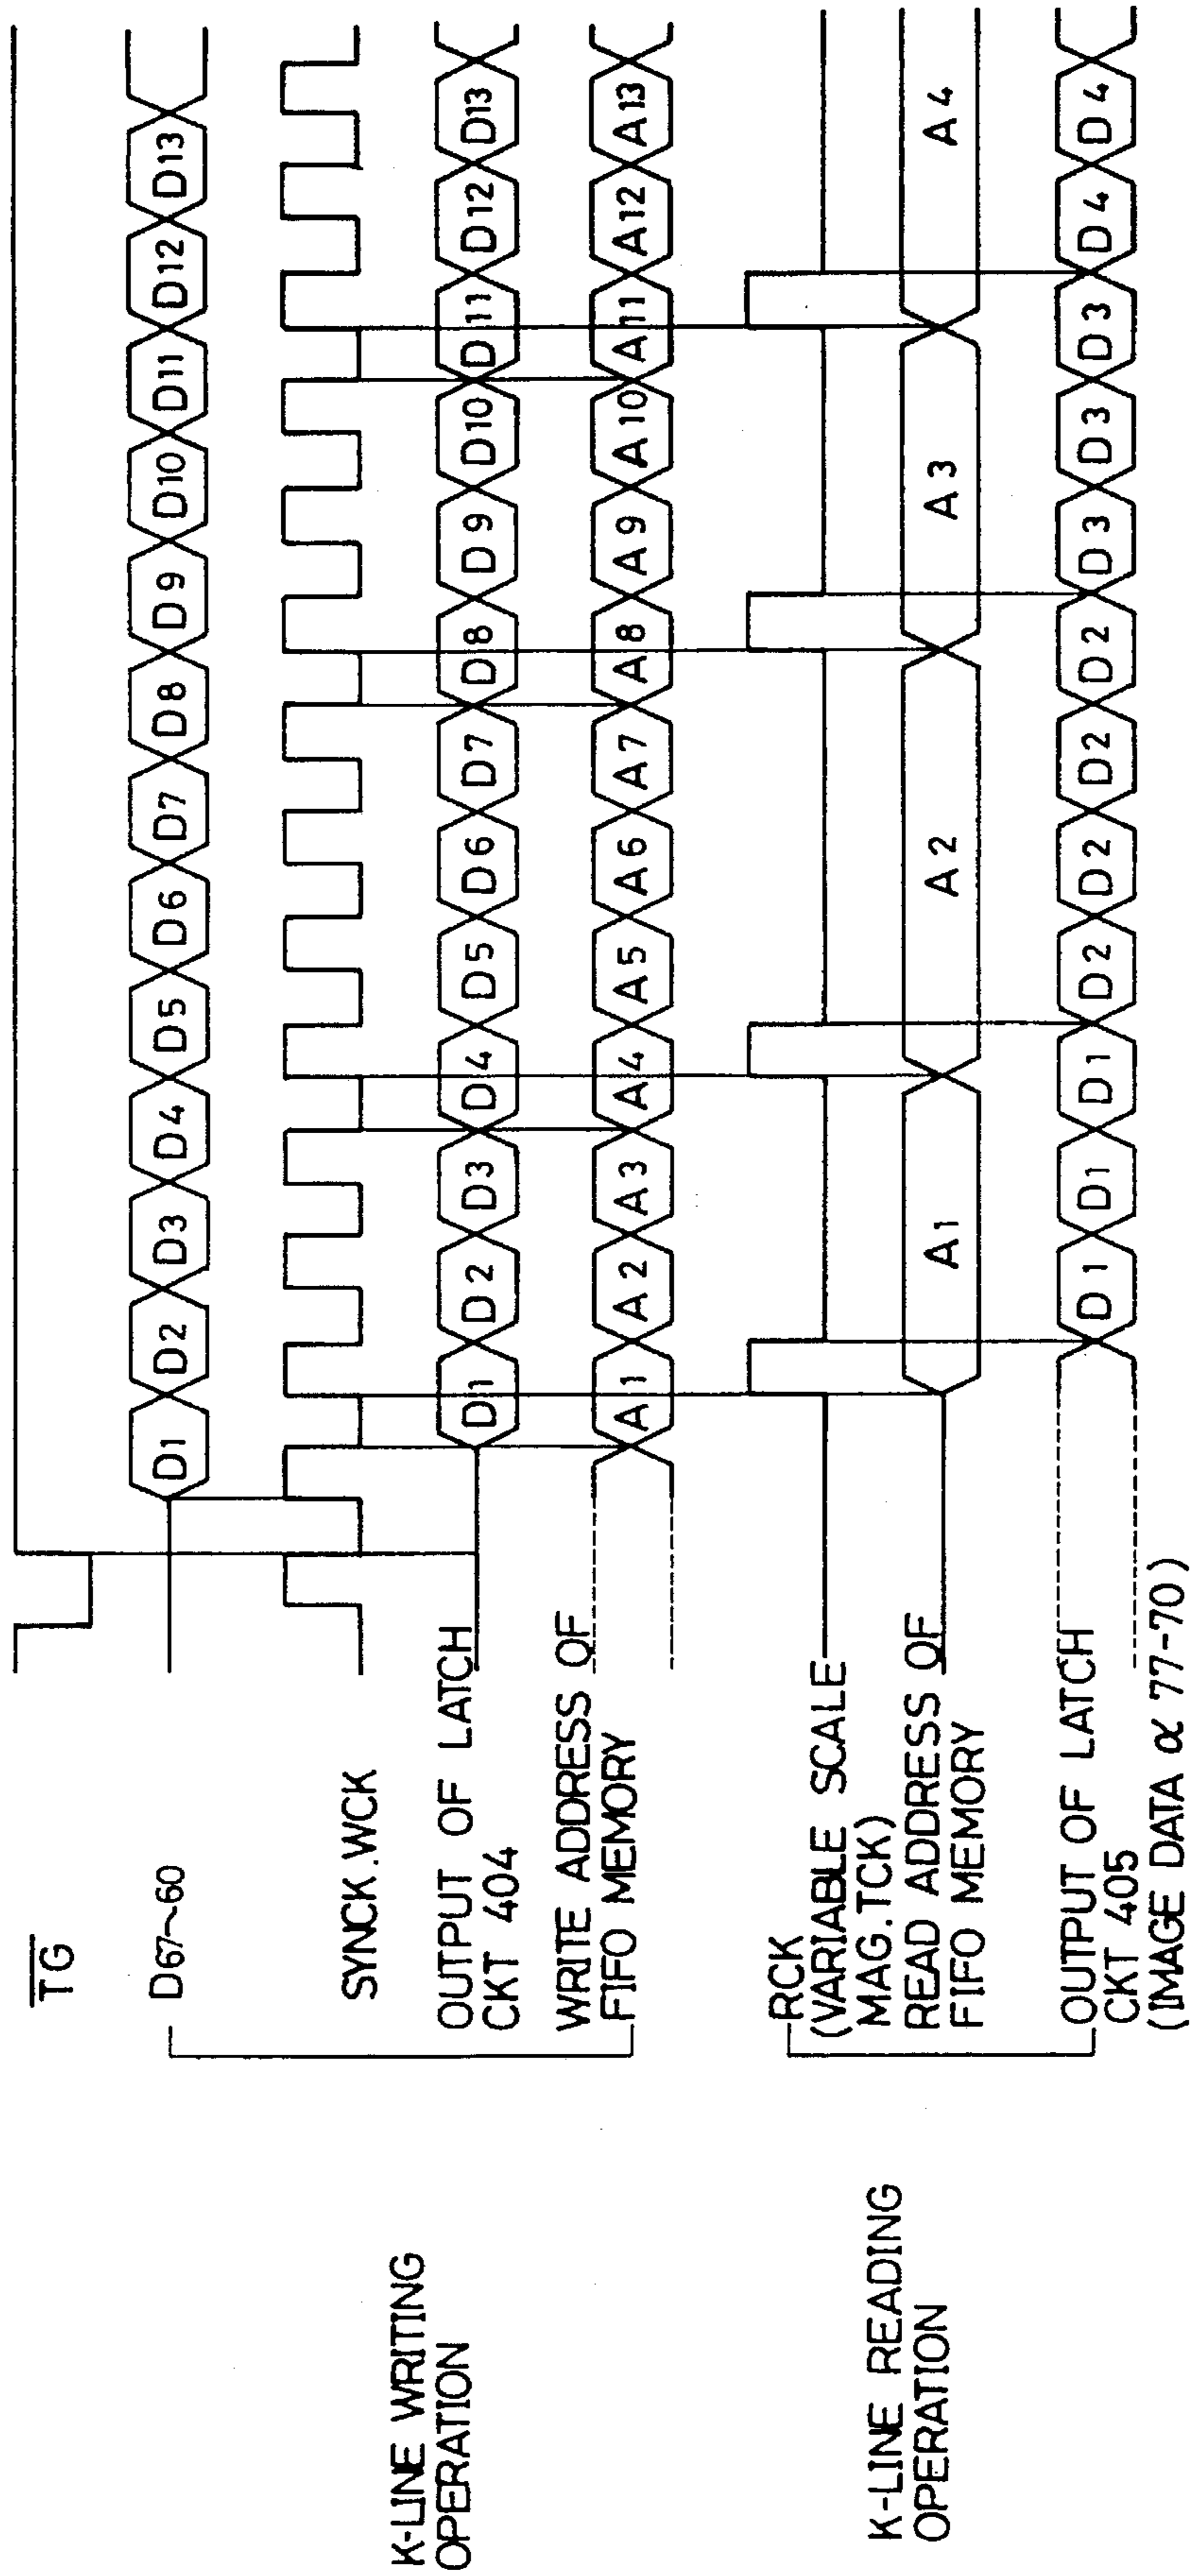 TG
D67~60
D1 D2 D3 D4 D5 D6 D7 D8 D9 D10 D11 D12 D13
SYNCK.WCK
OUTPUT OF LATCH
CKT 404
D1 D2 D3 D4 D5 D6 D7 D8 D9 D10 D11 D12 D13
WRITE ADDRESS OF
FIFO MEMORY
A1 A2 A3 A4 A5 A6 A7 A8 A9 A10 A11 A12 A13
K-LINE WRITING
OPERATION
RCK
(VARIABLE SCALE
MAG.TCK)
READ ADDRESS OF
FIFO MEMORY
A1 A2 A3 A4
OUTPUT OF LATCH
CKT 405
(IMAGE DATA α 77-70)
D1 D1 D1 D2 D2 D2 D2 D3 D3 D3 D4 D4
K-LINE READING
OPERATION